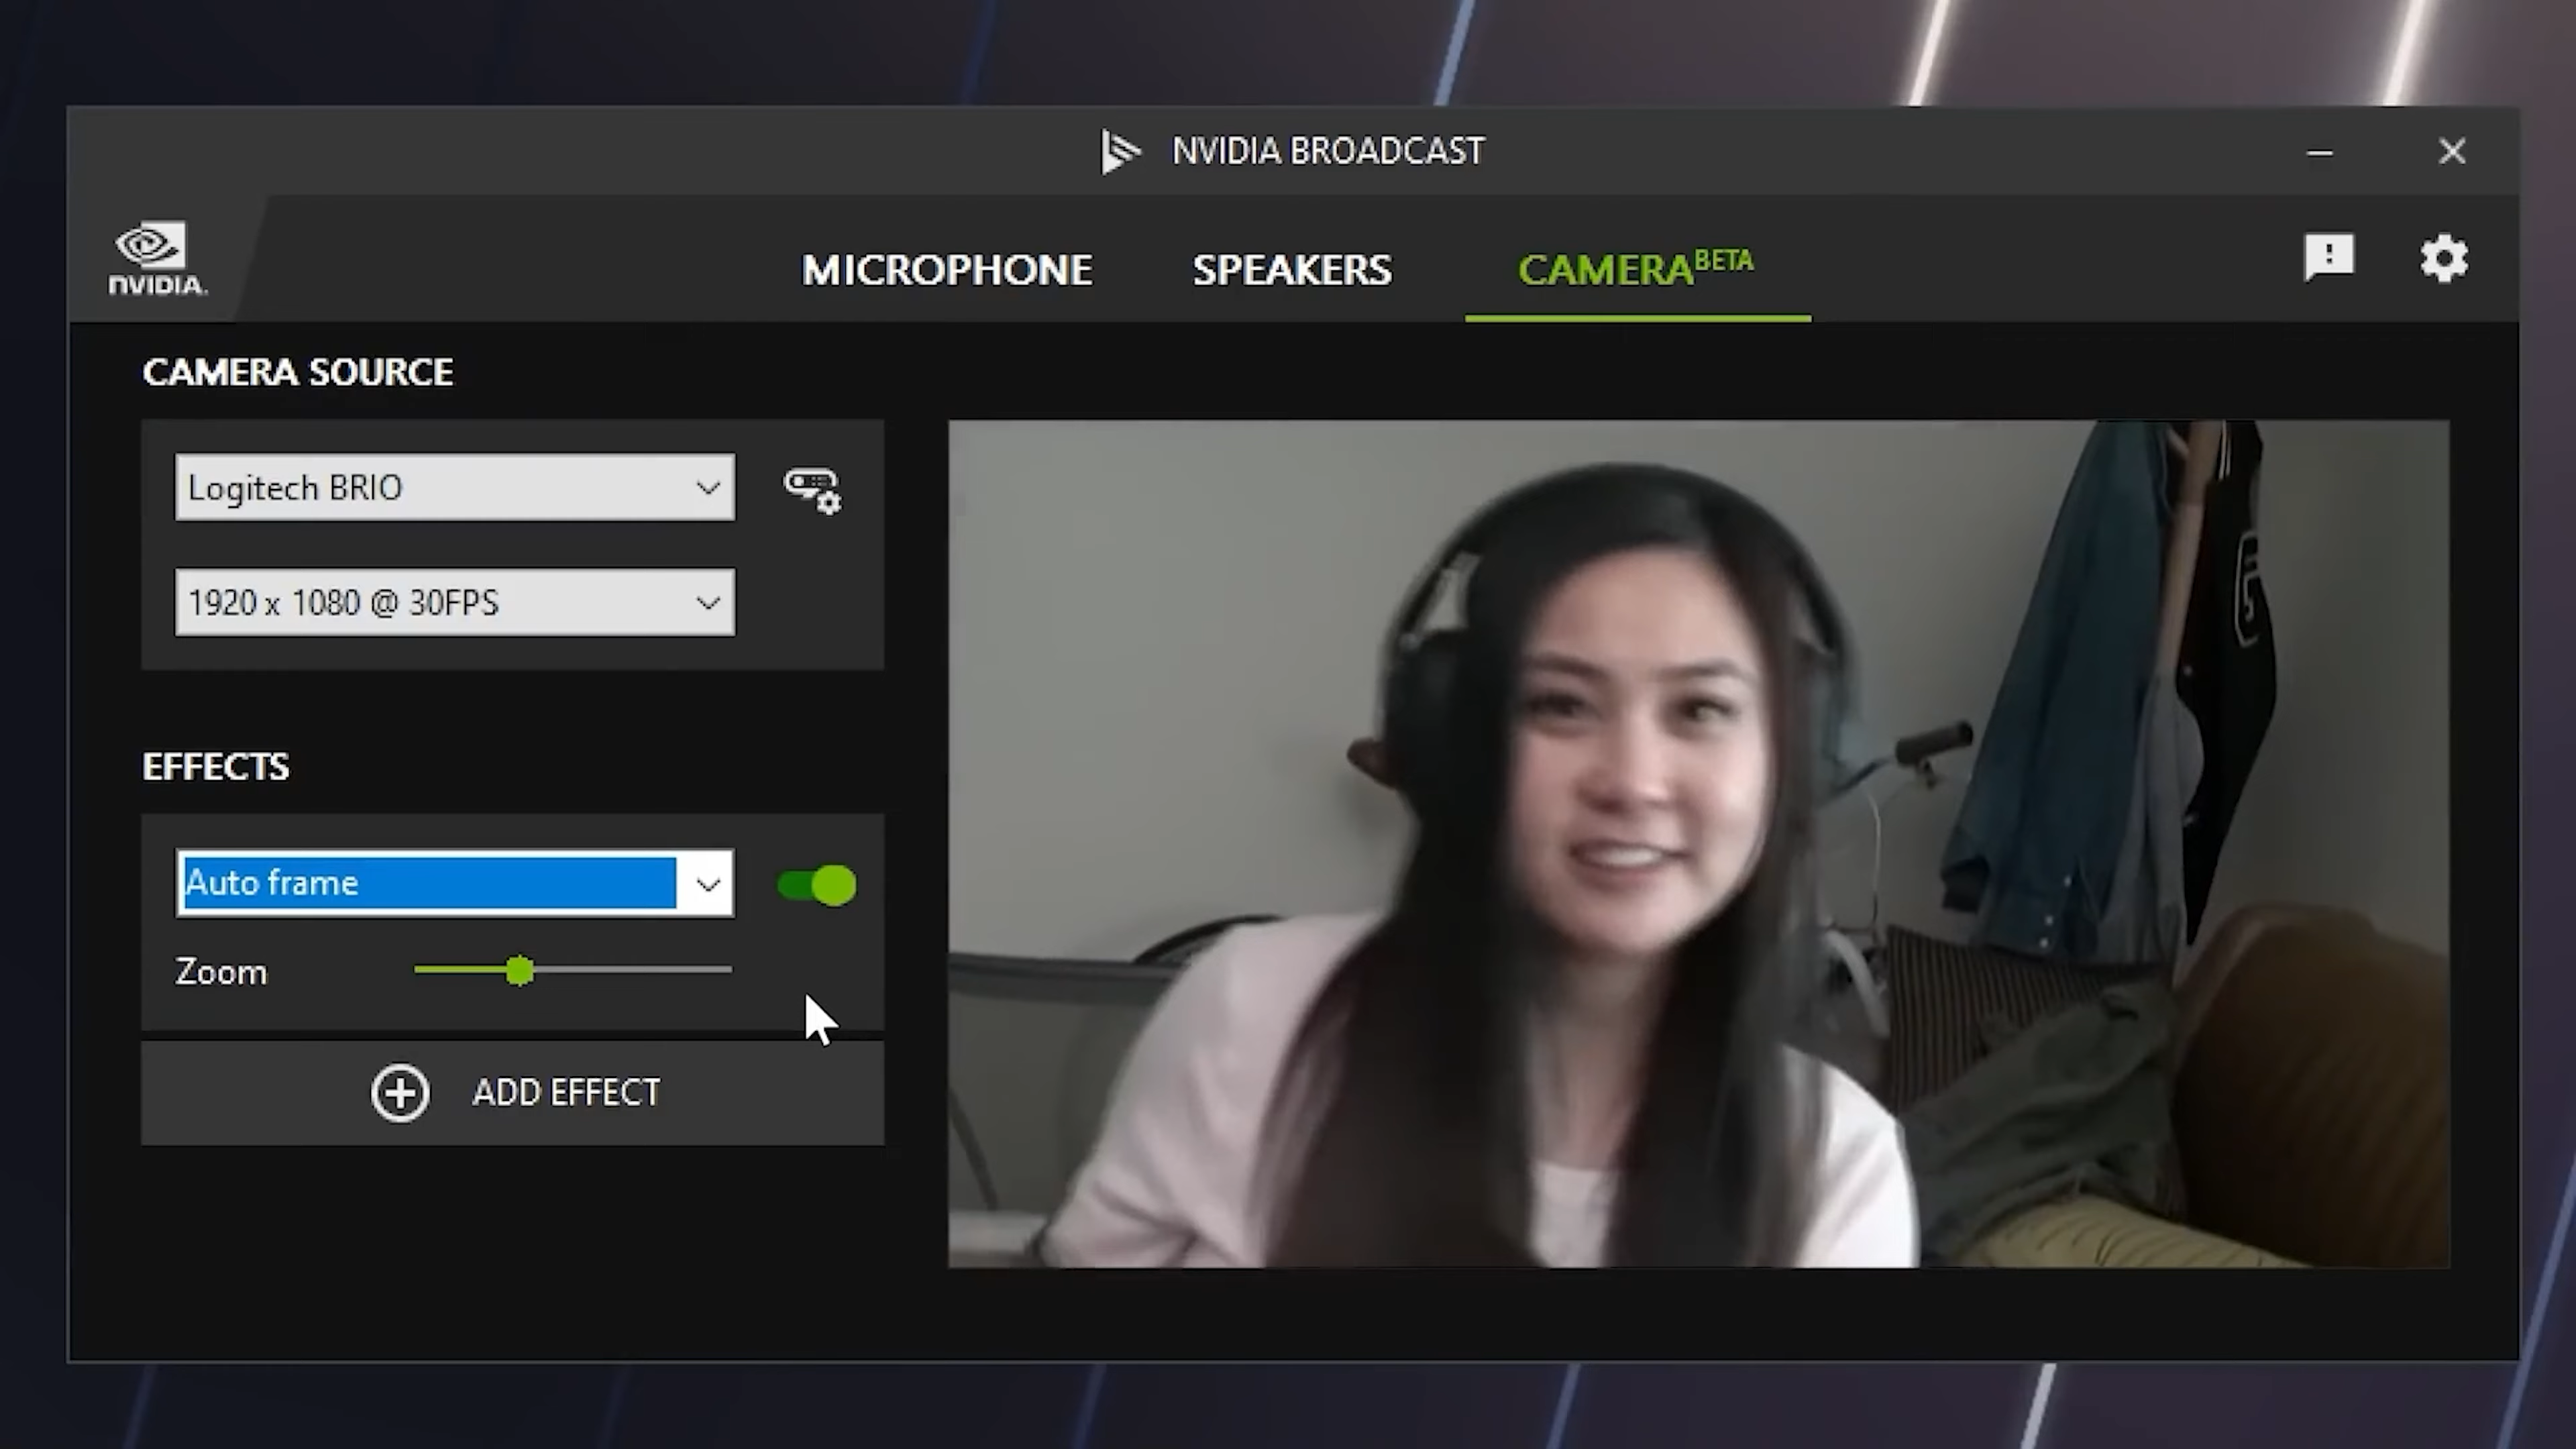 NVIDIA BROADCAST
NVIDIA.
MICROPHONE
SPEAKERS
CAMERA BETA
CAMERA SOURCE
Logitech BRIO
1920 x 1080 @ 30FPS
EFFECTS
Auto frame
Zoom
ADD EFFECT